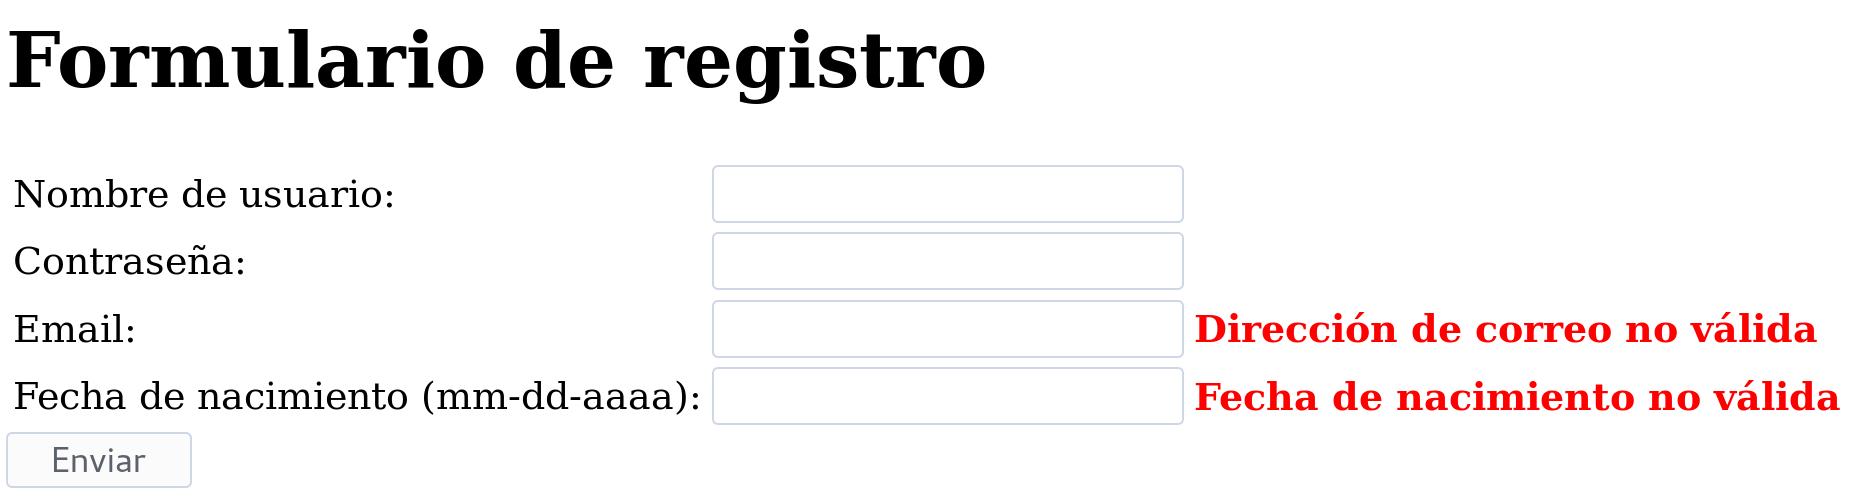 Formulario de registro
Nombre de usuario:
Contraseña:
Email: Dirección de correo no válida
Fecha de nacimiento (mm-dd-aaaa): Fecha de nacimiento no válida
Enviar